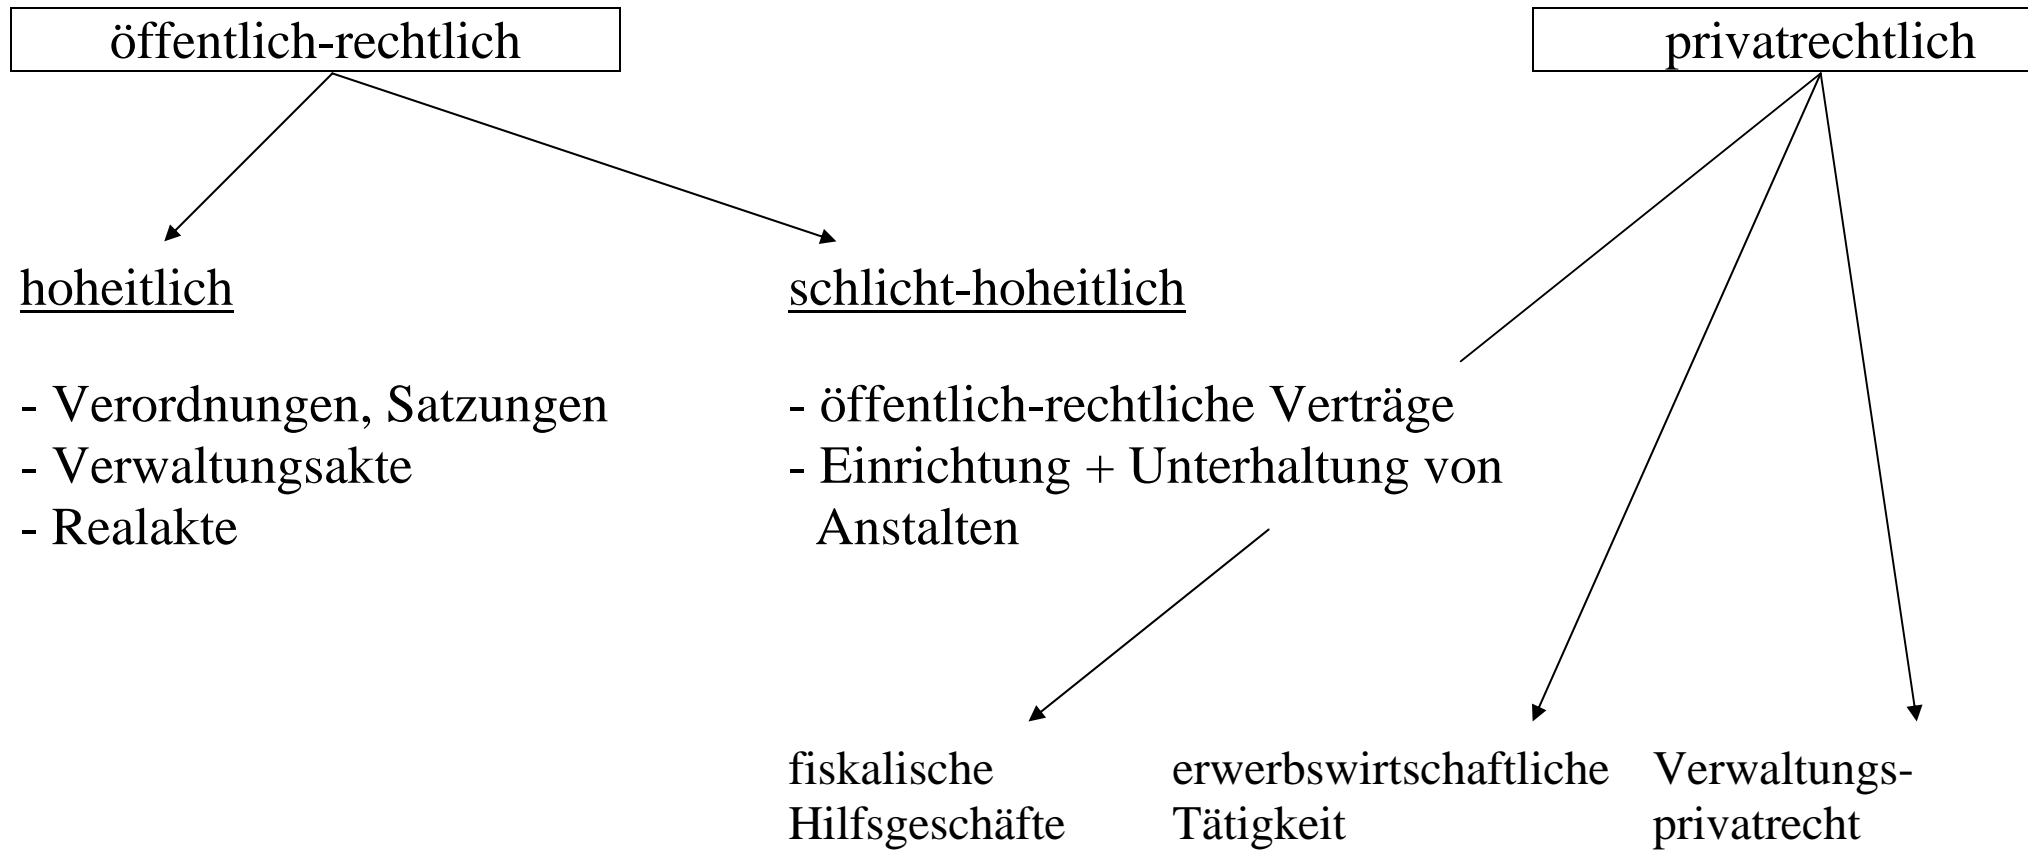 öffentlich-rechtlich
privatrechtlich
hoheitlich
- Verordnungen, Satzungen
- Verwaltungsakte
- Realakte
schlicht-hoheitlich
- öffentlich-rechtliche Verträge
- Einrichtung + Unterhaltung von
Anstalten
fiskalische
Hilfsgeschäfte
erwerbswirtschaftliche
Tätigkeit
Verwaltungs-
privatrecht